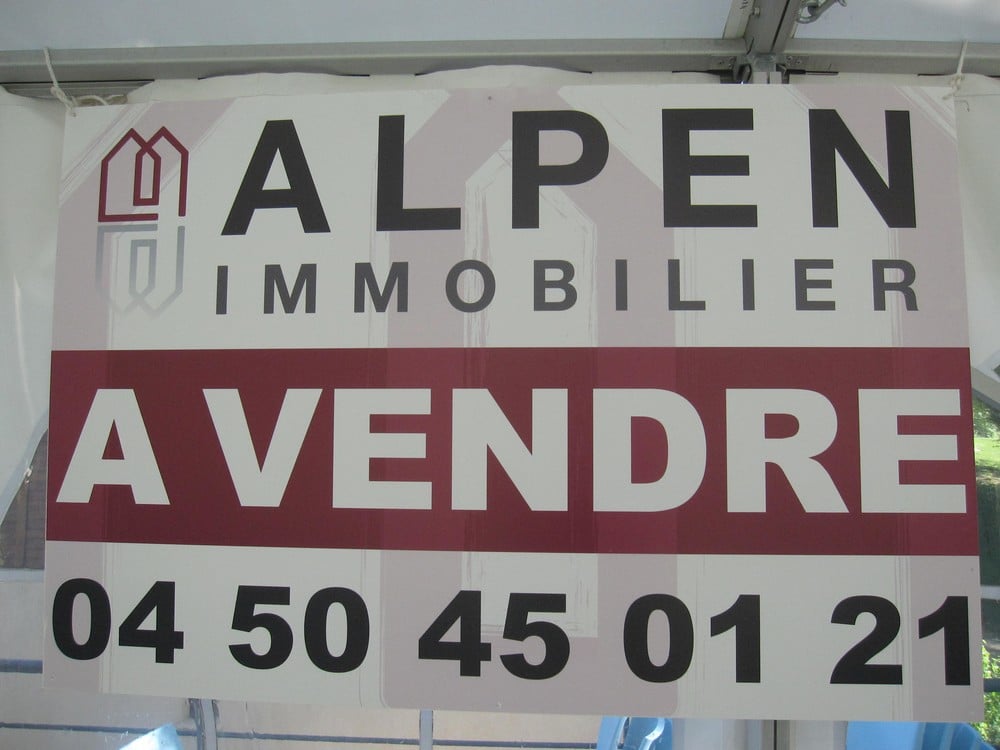 ALPEN
IMMOBILIER
A VENDRE
04 50 45 01 21